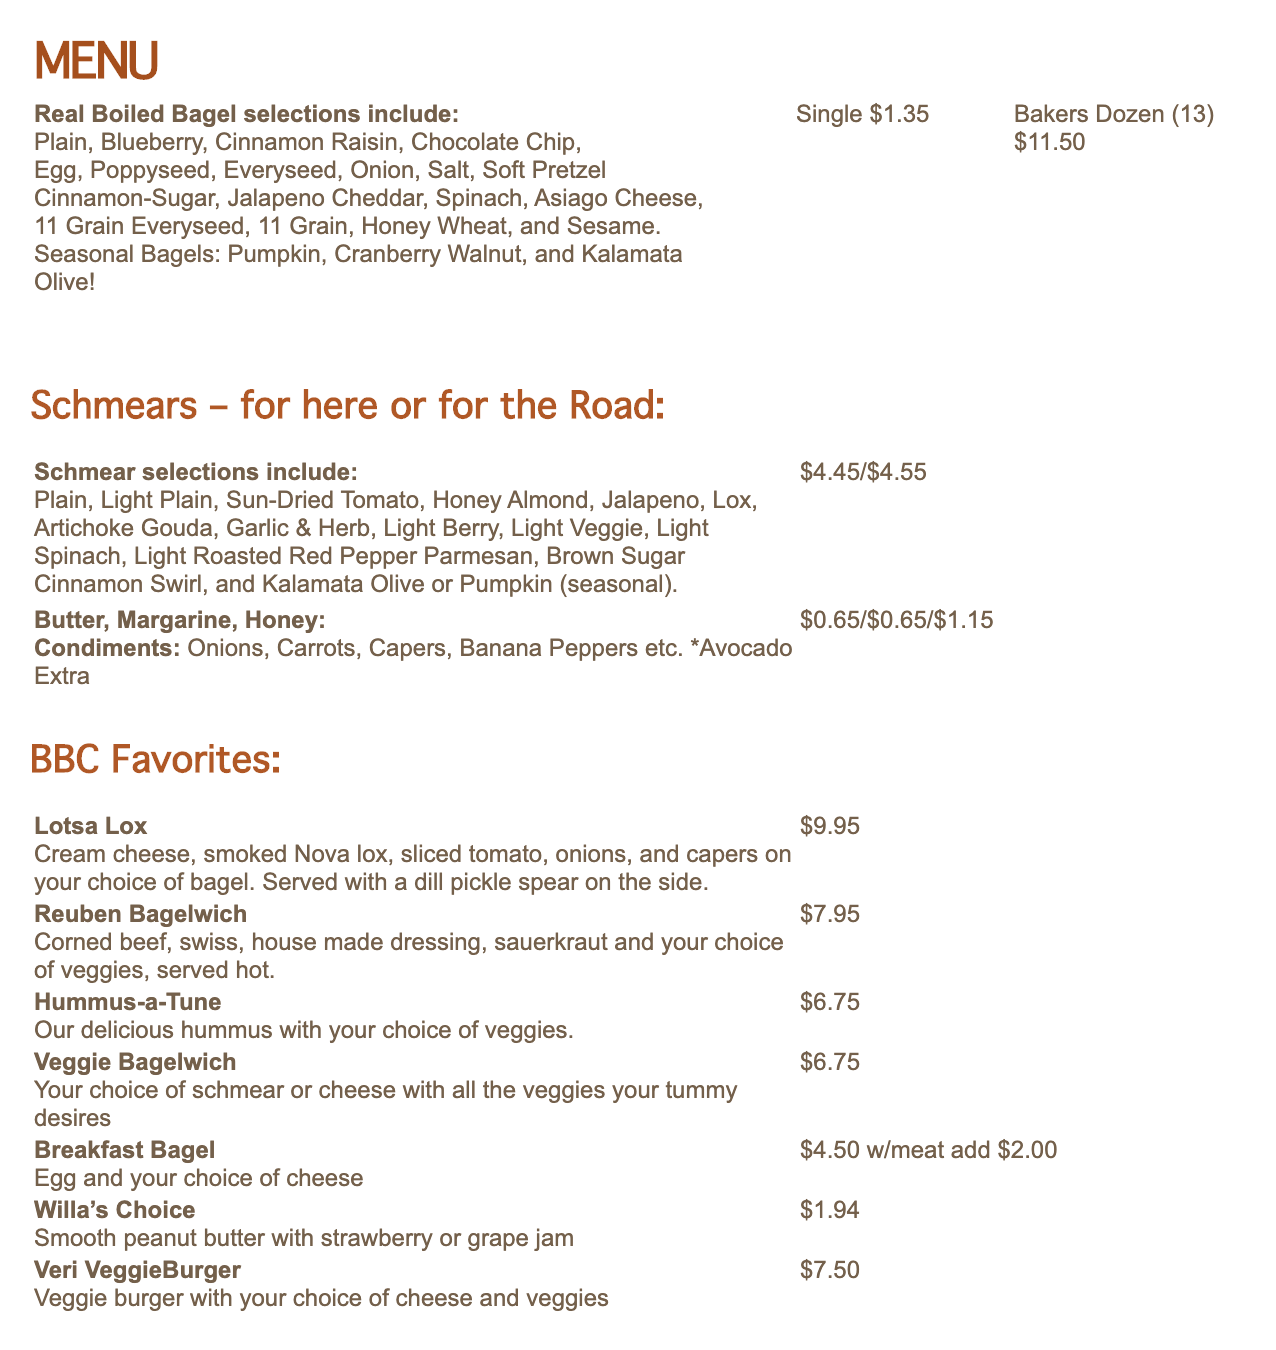 MENU
Real Boiled Bagel selections include: Single $1.35 Bakers Dozen (13)
Plain, Blueberry, Cinnamon Raisin, Chocolate Chip, $11.50
Egg, Poppyseed, Everyseed, Onion, Salt, Soft Pretzel
Cinnamon-Sugar, Jalapeno Cheddar, Spinach, Asiago Cheese,
11 Grain Everyseed, 11 Grain, Honey Wheat, and Sesame.
Seasonal Bagels: Pumpkin, Cranberry Walnut, and Kalamata
Olive!
Schmears – for here or for the Road:
Schmear selections include: $4.45/$4.55
Plain, Light Plain, Sun-Dried Tomato, Honey Almond, Jalapeno, Lox,
Artichoke Gouda, Garlic & Herb, Light Berry, Light Veggie, Light
Spinach, Light Roasted Red Pepper Parmesan, Brown Sugar
Cinnamon Swirl, and Kalamata Olive or Pumpkin (seasonal).
Butter, Margarine, Honey: $0.65/$0.65/$1.15
Condiments: Onions, Carrots, Capers, Banana Peppers etc. *Avocado
Extra
BBC Favorites:
Lotsa Lox $9.95
Cream cheese, smoked Nova lox, sliced tomato, onions, and capers on
your choice of bagel. Served with a dill pickle spear on the side.
Reuben Bagelwich $7.95
Corned beef, swiss, house made dressing, sauerkraut and your choice
of veggies, served hot.
Hummus-a-Tune $6.75
Our delicious hummus with your choice of veggies.
Veggie Bagelwich $6.75
Your choice of schmear or cheese with all the veggies your tummy
desires
Breakfast Bagel $4.50 w/meat add $2.00
Egg and your choice of cheese
Willa’s Choice $1.94
Smooth peanut butter with strawberry or grape jam
Veri VeggieBurger $7.50
Veggie burger with your choice of cheese and veggies